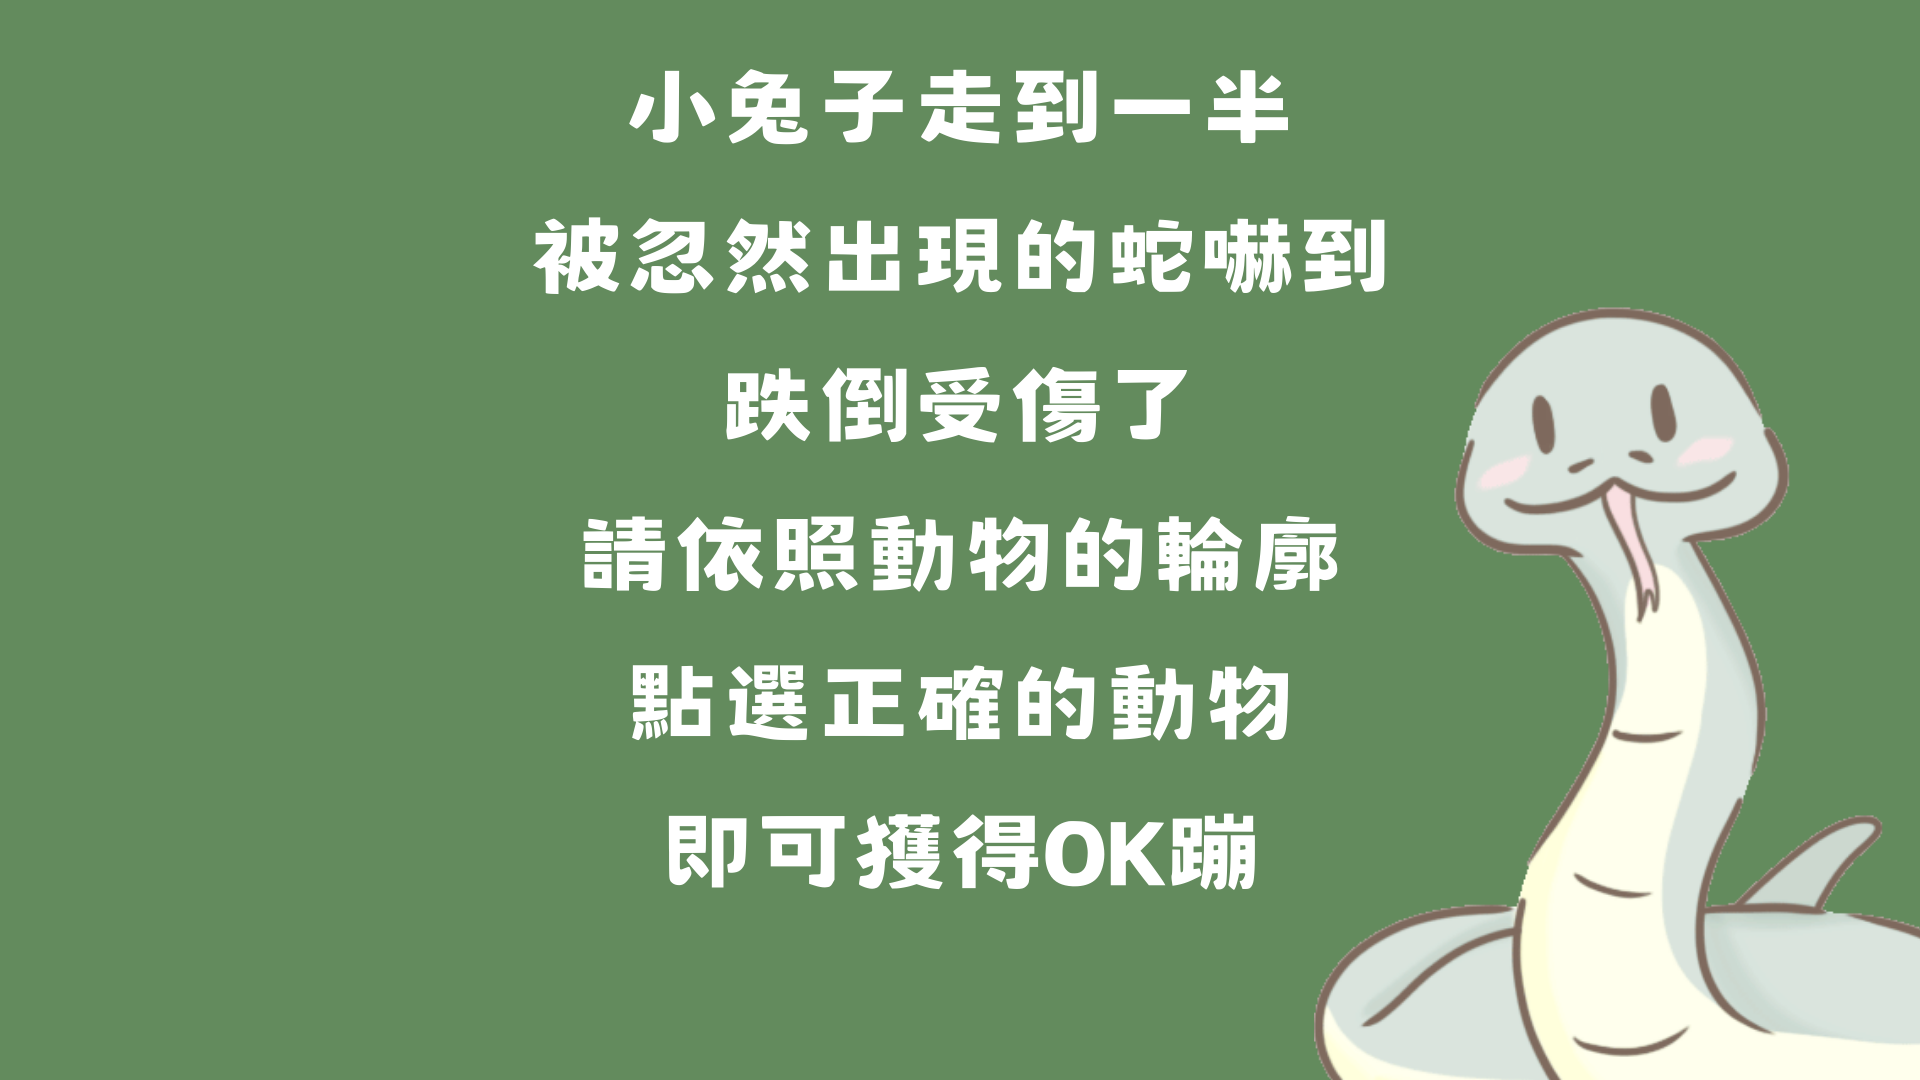 小兔子走到一半
被忽然出現的蛇嚇到
跌倒受傷了
請依照動物的輪廓
點選正確的動物
即可獲得OK蹦